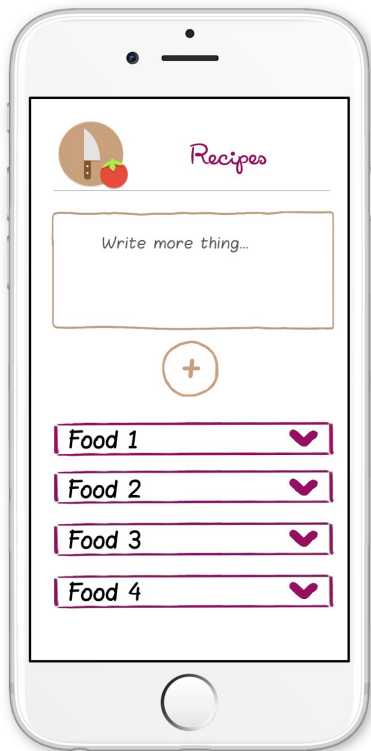 Recipes
Write more thing...
+
Food 1
Food 2
Food 3
Food 4